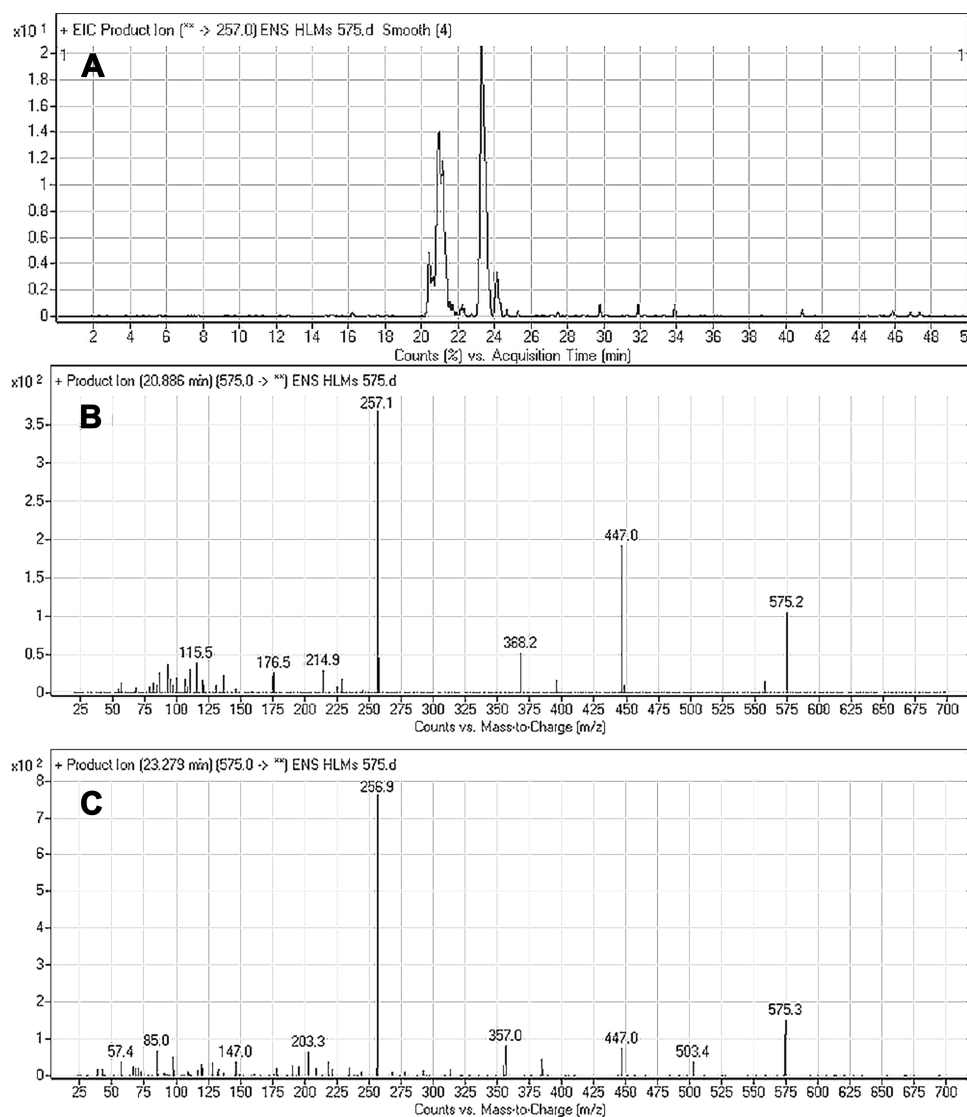 x10¹ + EIC Product Ion (** -> 257.0) ENS HLMs 575.d Smooth (4)
2 1 A 1
1.8
1.6
1.4
1.2
1
0.8
0.6
0.4
0.2
0
2 4 6 8 10 12 14 16 18 20 22 24 26 28 30 32 34 36 38 40 42 44 46 48 5
Counts (%) vs. Acquisition Time (min)
x10² + Product Ion (20.886 min) (575.0 -> **) ENS HLMs 575.d
B 257.1
3.5
3
2.5
2 447.0
1.5
1 575.2
0.5 115.5 176.5 214.9 368.2
0
25 50 75 100 125 150 175 200 225 250 275 300 325 350 375 400 425 450 475 500 525 550 575 600 625 650 675 700
Counts vs. Mass-to-Charge (m/z)
x10² + Product Ion (23.279 min) (575.0 -> **) ENS HLMs 575.d
8 C 256.9
7
6
5
4
3
2 575.3
1 57.4 85.0 147.0 203.3 357.0 447.0 503.4
0
25 50 75 100 125 150 175 200 225 250 275 300 325 350 375 400 425 450 475 500 525 550 575 600 625 650 675 700
Counts vs. Mass-to-Charge (m/z)